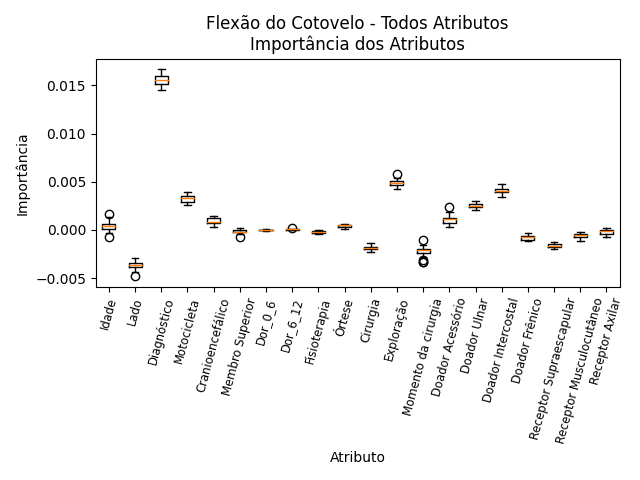 Flexão do Cotovelo - Todos Atributos
Importância dos Atributos
Importância
0.015
0.010
0.005
0.000
−0.005
Idade
Lado
Diagnóstico
Motocicleta
Cranioencefálico
Membro Superior
Dor_0_6
Dor_6_12
Fisioterapia
Órtese
Cirurgia
Exploração
Momento da cirurgia
Doador Acessório
Doador Ulnar
Doador Intercostal
Doador Frênico
Receptor Supraescapular
Receptor Musculocutâneo
Receptor Axilar
Atributo